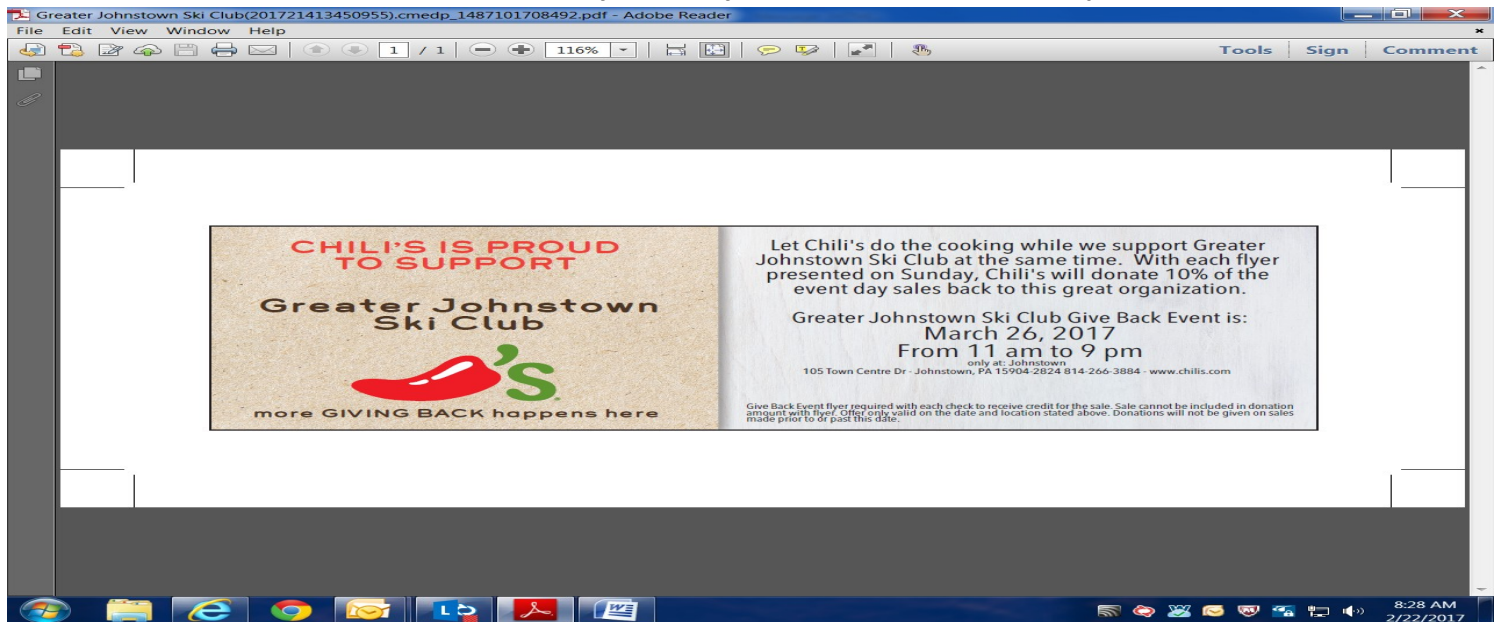 Greater Johnstown Ski Club(201721413450955).cmedp_1487101708492.pdf - Adobe Reader
File Edit View Window Help
1 / 1 116% Tools Sign Comment
CHILI'S IS PROUD
TO SUPPORT
Greater Johnstown
Ski Club
's
more GIVING BACK happens here
Let Chili's do the cooking while we support Greater
Johnstown Ski Club at the same time. With each flyer
presented on Sunday, Chili's will donate 10% of the
event day sales back to this great organization.
Greater Johnstown Ski Club Give Back Event is:
March 26, 2017
From 11 am to 9 pm
only at: Johnstown
105 Town Centre Dr - Johnstown, PA 15904-2824 814-266-3884 - www.chilis.com
Give Back Event flyer required with each check to receive credit for the sale. Sale cannot be included in donation
amount with flyer. Offer only valid on the date and location stated above. Donations will not be given on sales
made prior to or past this date.
8:28 AM
2/22/2017